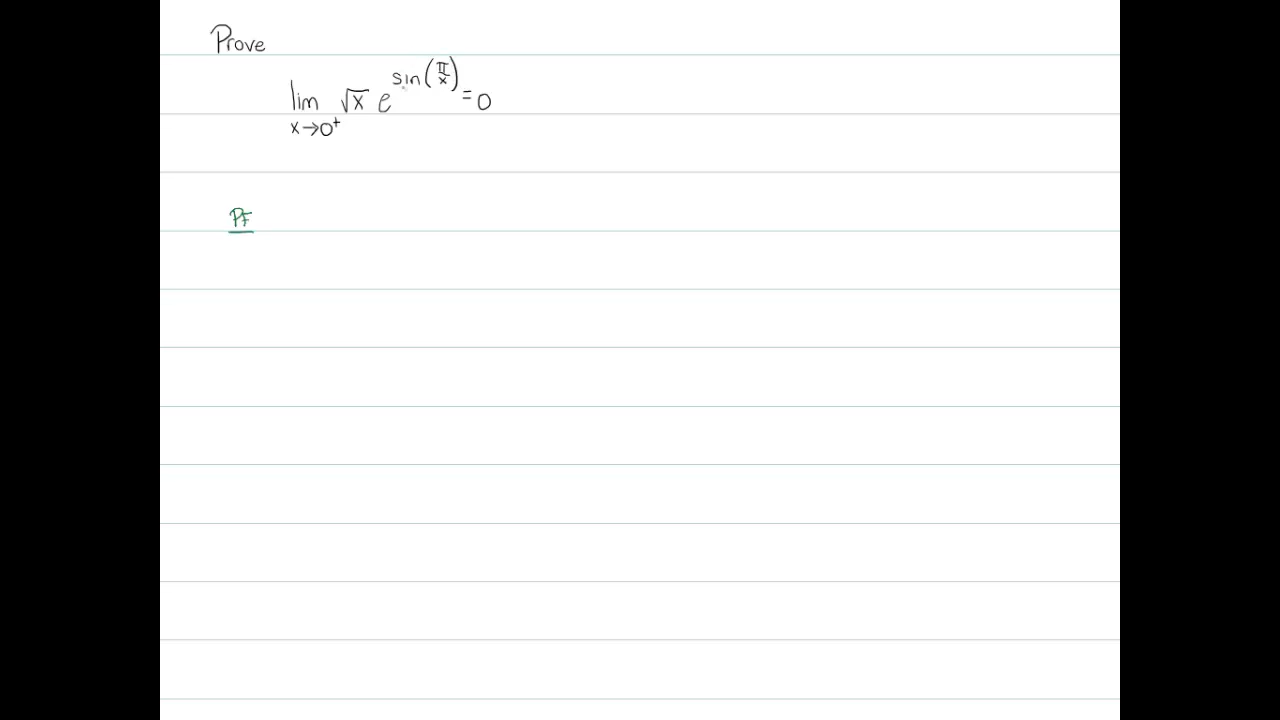 Prove
lim x→0⁺ √x e^sin(π/x) = 0
PF